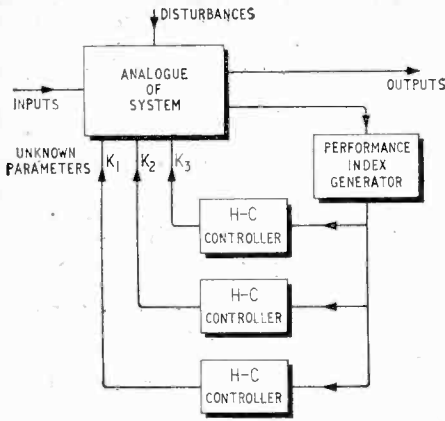 DISTURBANCES
ANALOGUE
OF
SYSTEM
INPUTS
OUTPUTS
UNKNOWN
PARAMETERS
K1 K2 K3
PERFORMANCE
INDEX
GENERATOR
H-C
CONTROLLER
H-C
CONTROLLER
H-C
CONTROLLER